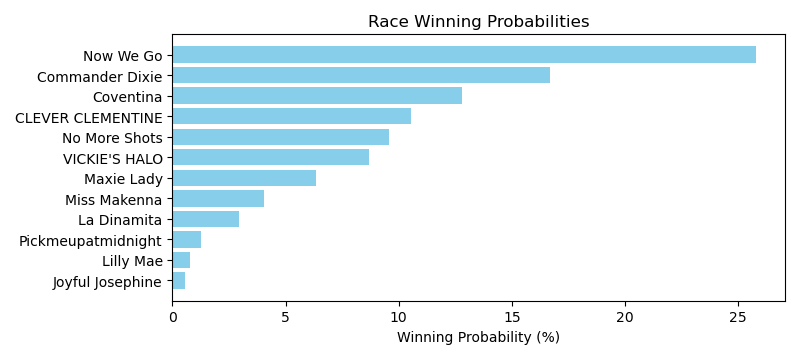 Race Winning Probabilities
Now We Go
Commander Dixie
Coventina
CLEVER CLEMENTINE
No More Shots
VICKIE'S HALO
Maxie Lady
Miss Makenna
La Dinamita
Pickmeupatmidnight
Lilly Mae
Joyful Josephine
0 5 10 15 20 25
Winning Probability (%)